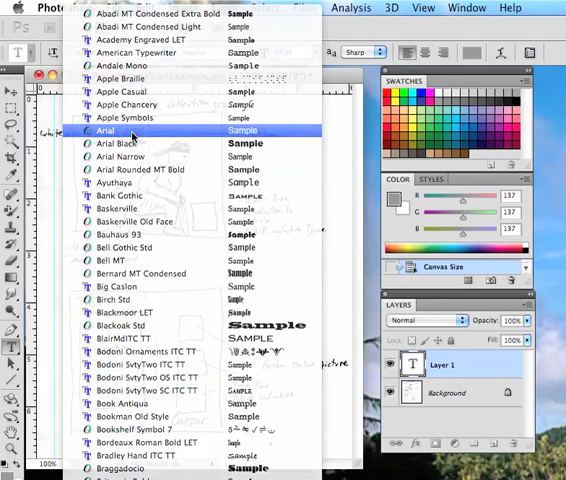 Photoshop
Select
Filter
Analysis 3D View Window Help
Sharp
Abadi MT Condensed Extra Bold Sample
Abadi MT Condensed Light Sample
Academy Engraved LET Sample
American Typewriter Sample
Andale Mono Sample
Apple Braille
Apple Casual Sample
Apple Chancery Sample
Apple Symbols Sample
Arial Sample
Arial Black Sample
Arial Narrow Sample
Arial Rounded MT Bold Sample
Ayuthaya Sample
Bank Gothic Sample
Baskerville Sample
Baskerville Old Face Sample
Bauhaus 93 Sample
Bell Gothic Std Sample
Bell MT Sample
Bernard MT Condensed Sample
Big Caslon Sample
Birch Std Sample
Blackmoor LET Sample
Blackoak Std Sample
BlairMdITC TT SAMPLE
Bodoni Ornaments ITC TT
Bodoni SvtyTwo ITC TT Sample
Bodoni SvtyTwo OS ITC TT Sample
Bodoni SvtyTwo SC ITC TT Sample
Book Antiqua Sample
Bookman Old Style Sample
Bookshelf Symbol 7
Bordeaux Roman Bold LET Sample
Bradley Hand ITC TT Sample
Braggadocio Sample
100%
picture
SWATCHES
COLOR STYLES
R 137
G 137
B 137
Canvas Size
LAYERS
Normal Opacity: 100%
Lock: Fill: 100%
T Layer 1
Background